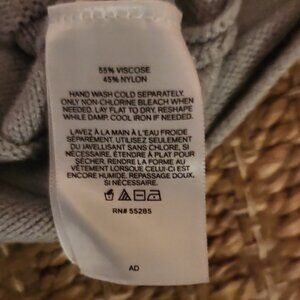 55% VISCOSE
45% NYLON
HAND WASH COLD SEPARATELY.
ONLY NON-CHLORINE BLEACH WHEN
NEEDED. LAY FLAT TO DRY. RESHAPE
WHILE DAMP. COOL IRON IF NEEDED.
LAVEZ À LA MAIN À L'EAU FROIDE
SÉPARÉMENT. UTILISEZ SEULEMENT
DU JAVELLISANT SANS CHLORE, SI
NÉCESSAIRE. ÉTENDRE À PLAT POUR
SÉCHER. RENDRE LA FORME AU
VÊTEMENT LORSQUE CELUI-CI EST
ENCORE HUMIDE. REPASSAGE DOUX,
SI NÉCESSAIRE.
RN# 55285
AD